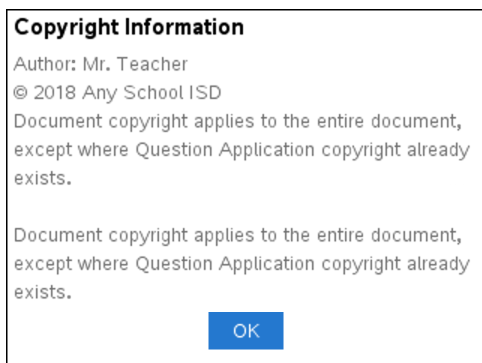 Copyright Information
Author: Mr. Teacher
© 2018 Any School ISD
Document copyright applies to the entire document,
except where Question Application copyright already
exists.
Document copyright applies to the entire document,
except where Question Application copyright already
exists.
OK